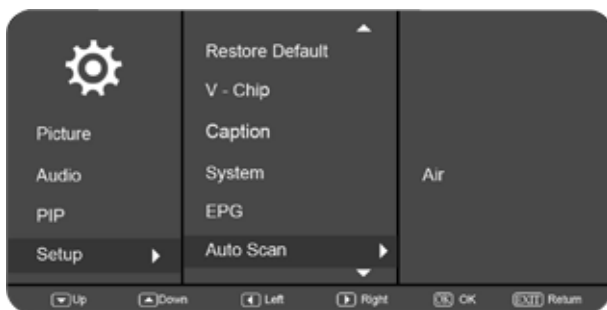 Picture
Audio
PIP
Setup
Restore Default
V - Chip
Caption
System
EPG
Auto Scan
Air
Up Down Left Right OK OK EXIT Return